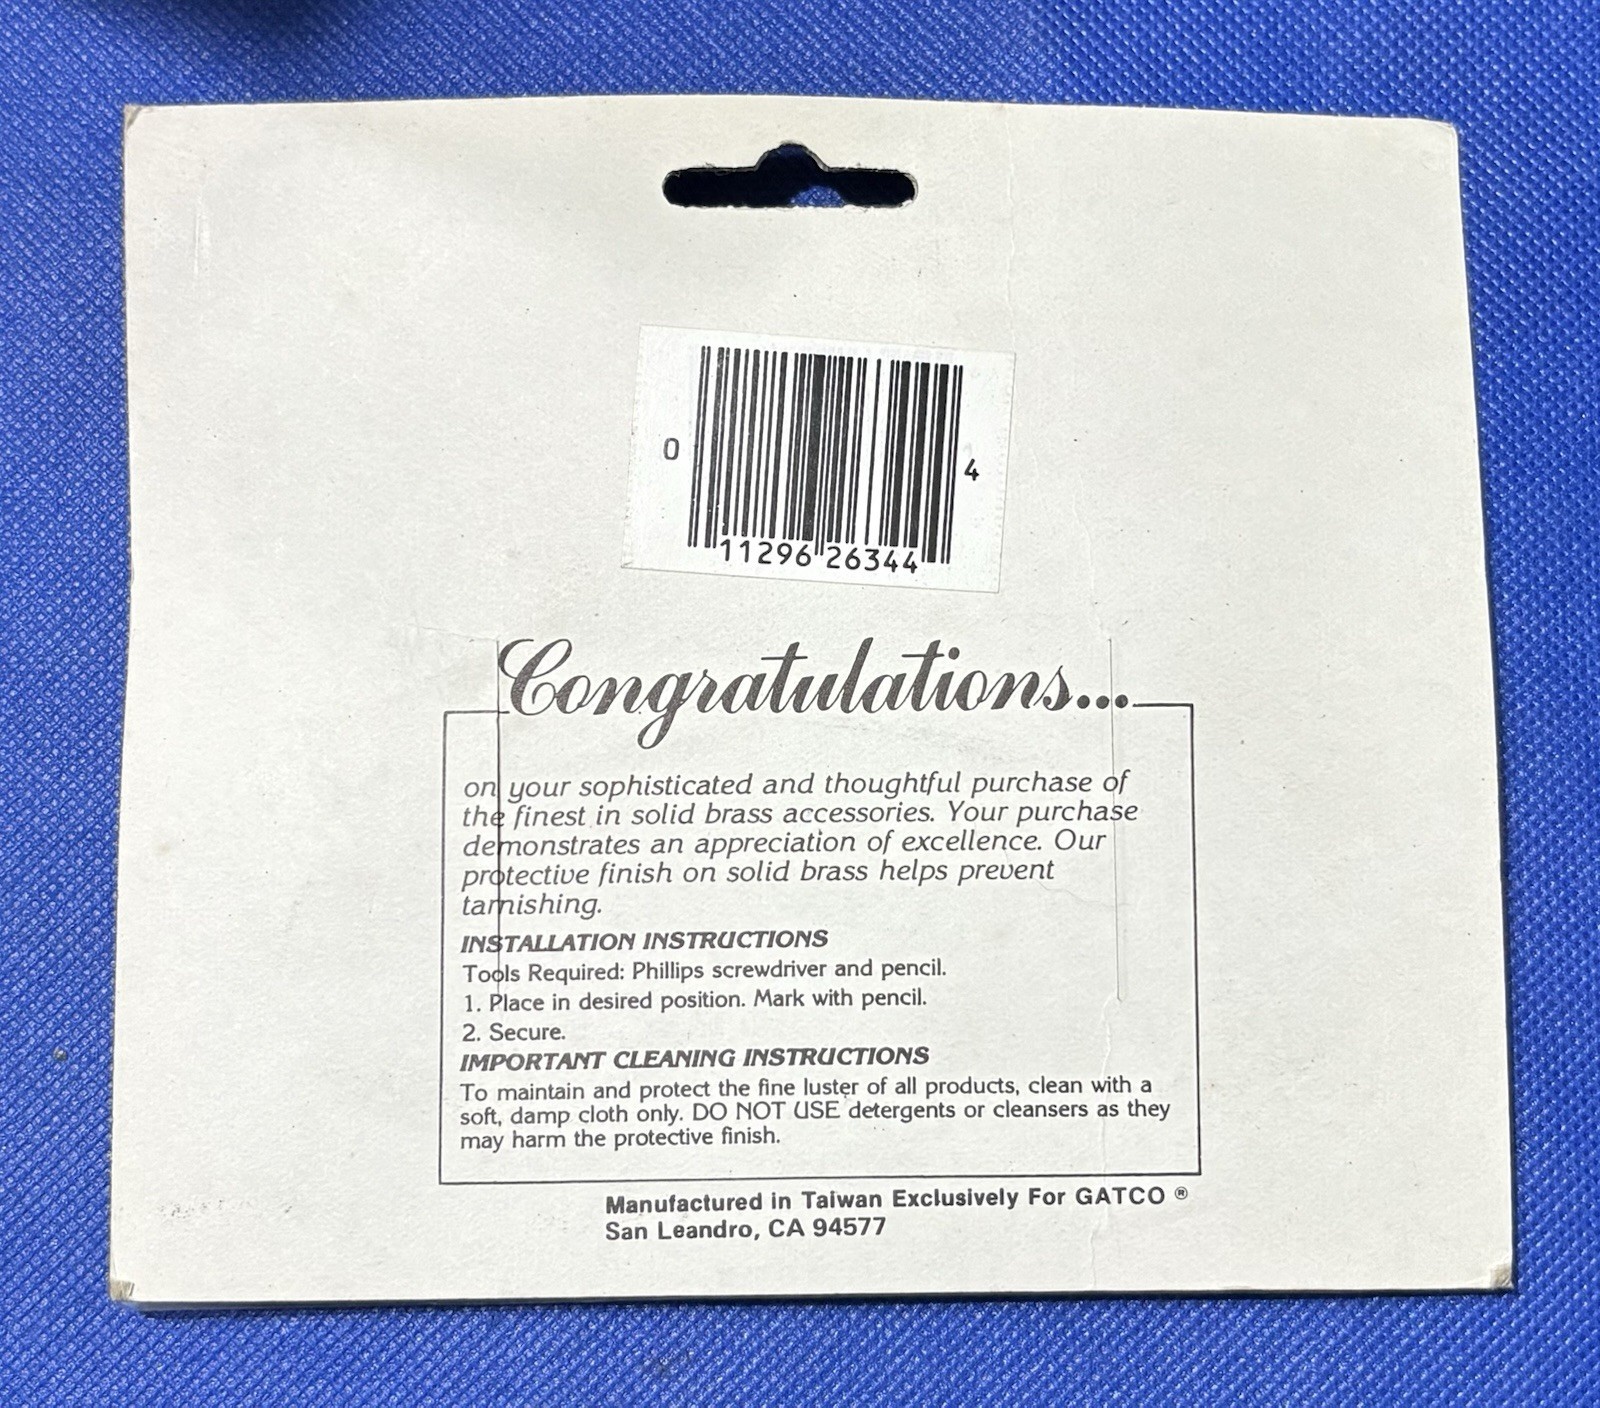 0 11296 26344 4
Congratulations...
on your sophisticated and thoughtful purchase of
the finest in solid brass accessories. Your purchase
demonstrates an appreciation of excellence. Our
protective finish on solid brass helps prevent
tarnishing.
INSTALLATION INSTRUCTIONS
Tools Required: Phillips screwdriver and pencil.
1. Place in desired position. Mark with pencil.
2. Secure.
IMPORTANT CLEANING INSTRUCTIONS
To maintain and protect the fine luster of all products, clean with a
soft, damp cloth only. DO NOT USE detergents or cleansers as they
may harm the protective finish.
Manufactured in Taiwan Exclusively For GATCO ®
San Leandro, CA 94577